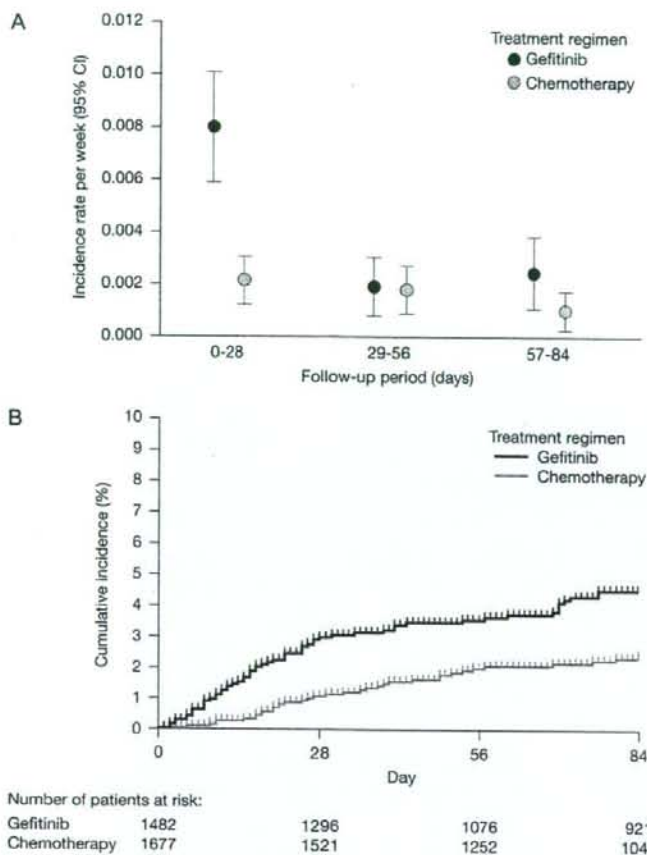 A
Treatment regimen
Gefitinib
Chemotherapy
Incidence rate per week (95% CI)
0.012
0.010
0.008
0.006
0.004
0.002
0.000
0-28 29-56 57-84
Follow-up period (days)
B
Treatment regimen
Gefitinib
Chemotherapy
Cumulative incidence (%)
10
9
8
7
6
5
4
3
2
1
0
0 28 56 84
Day
Number of patients at risk:
Gefitinib 1482 1296 1076 921
Chemotherapy 1677 1521 1252 104